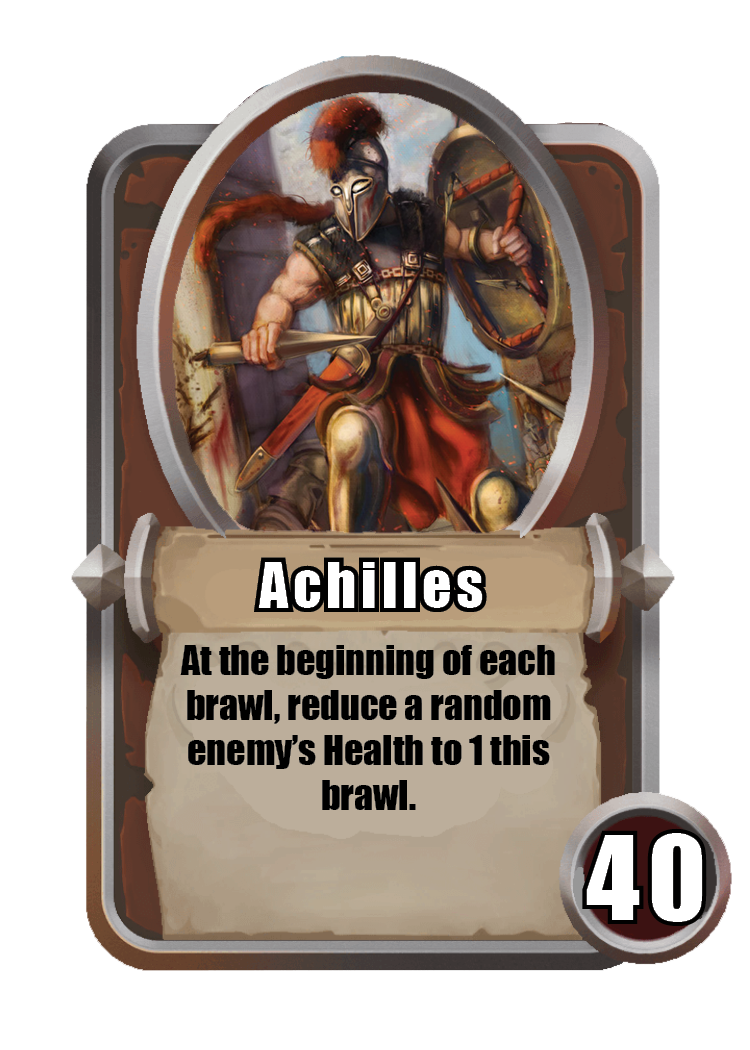 Achilles
At the beginning of each
brawl, reduce a random
enemy’s Health to 1 this
brawl.
40